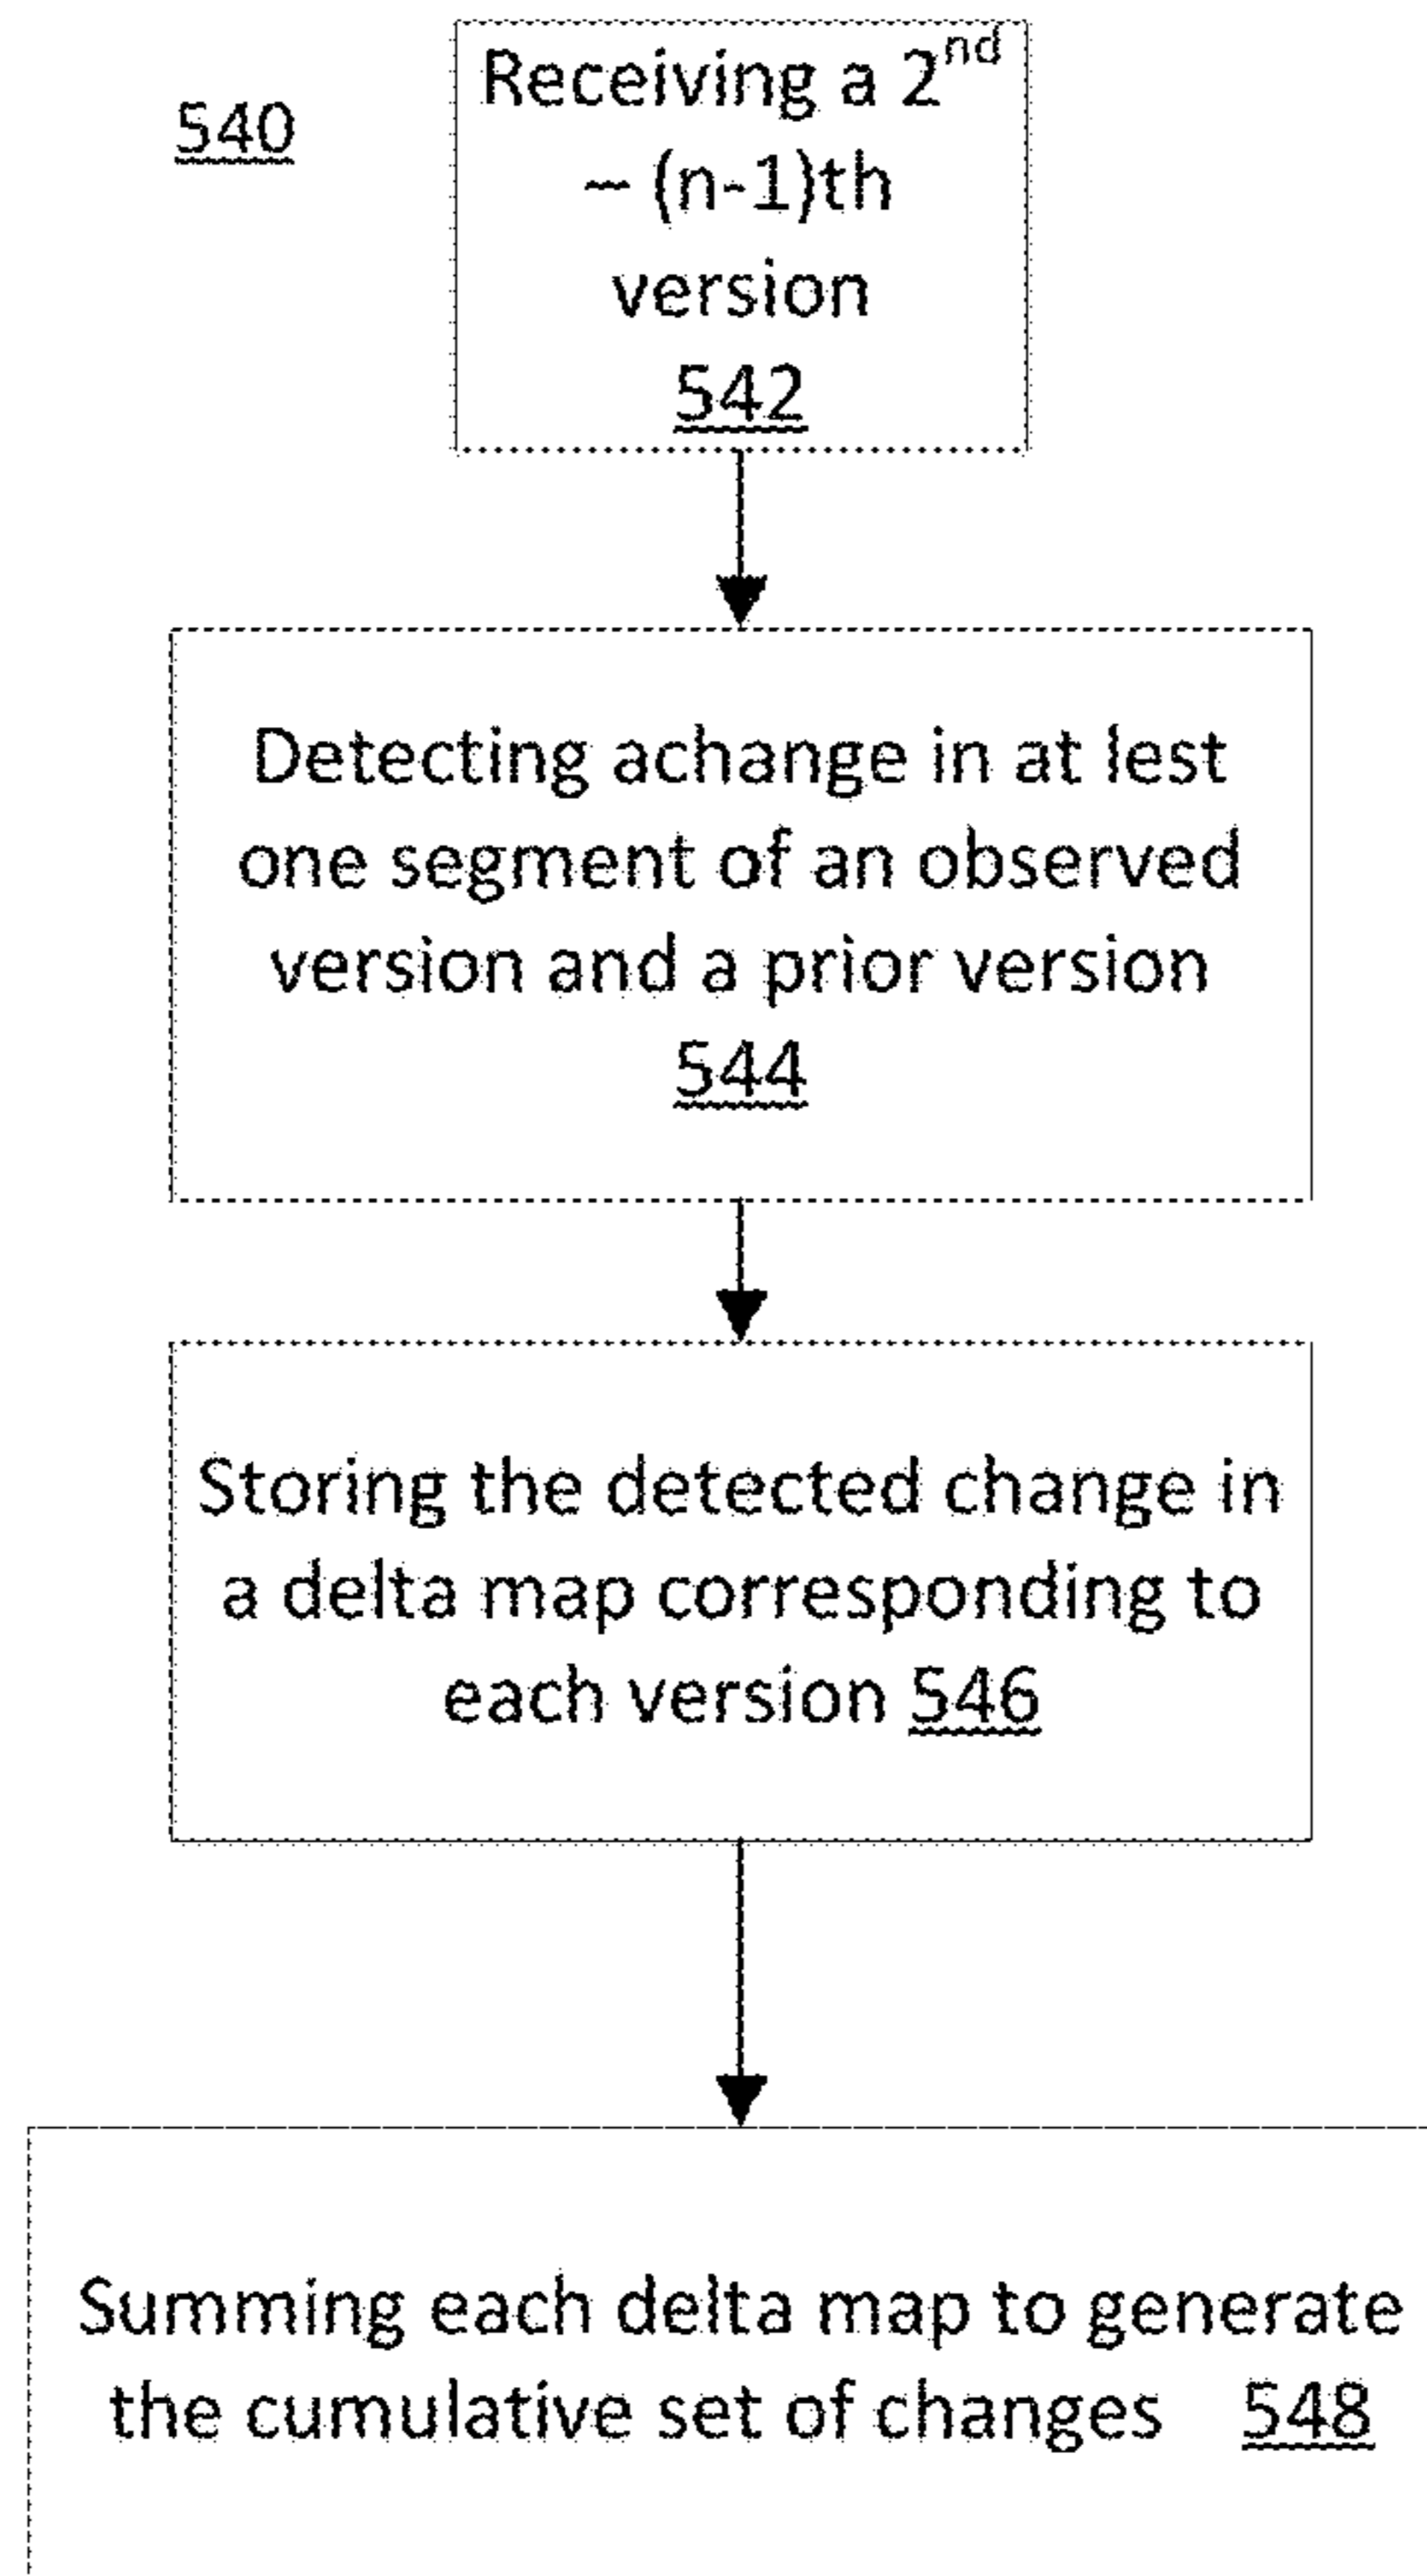 540
Receiving a 2nd
– (n-1)th
version
542
Detecting achange in at lest
one segment of an observed
version and a prior version
544
Storing the detected change in
a delta map corresponding to
each version 546
Summing each delta map to generate
the cumulative set of changes 548